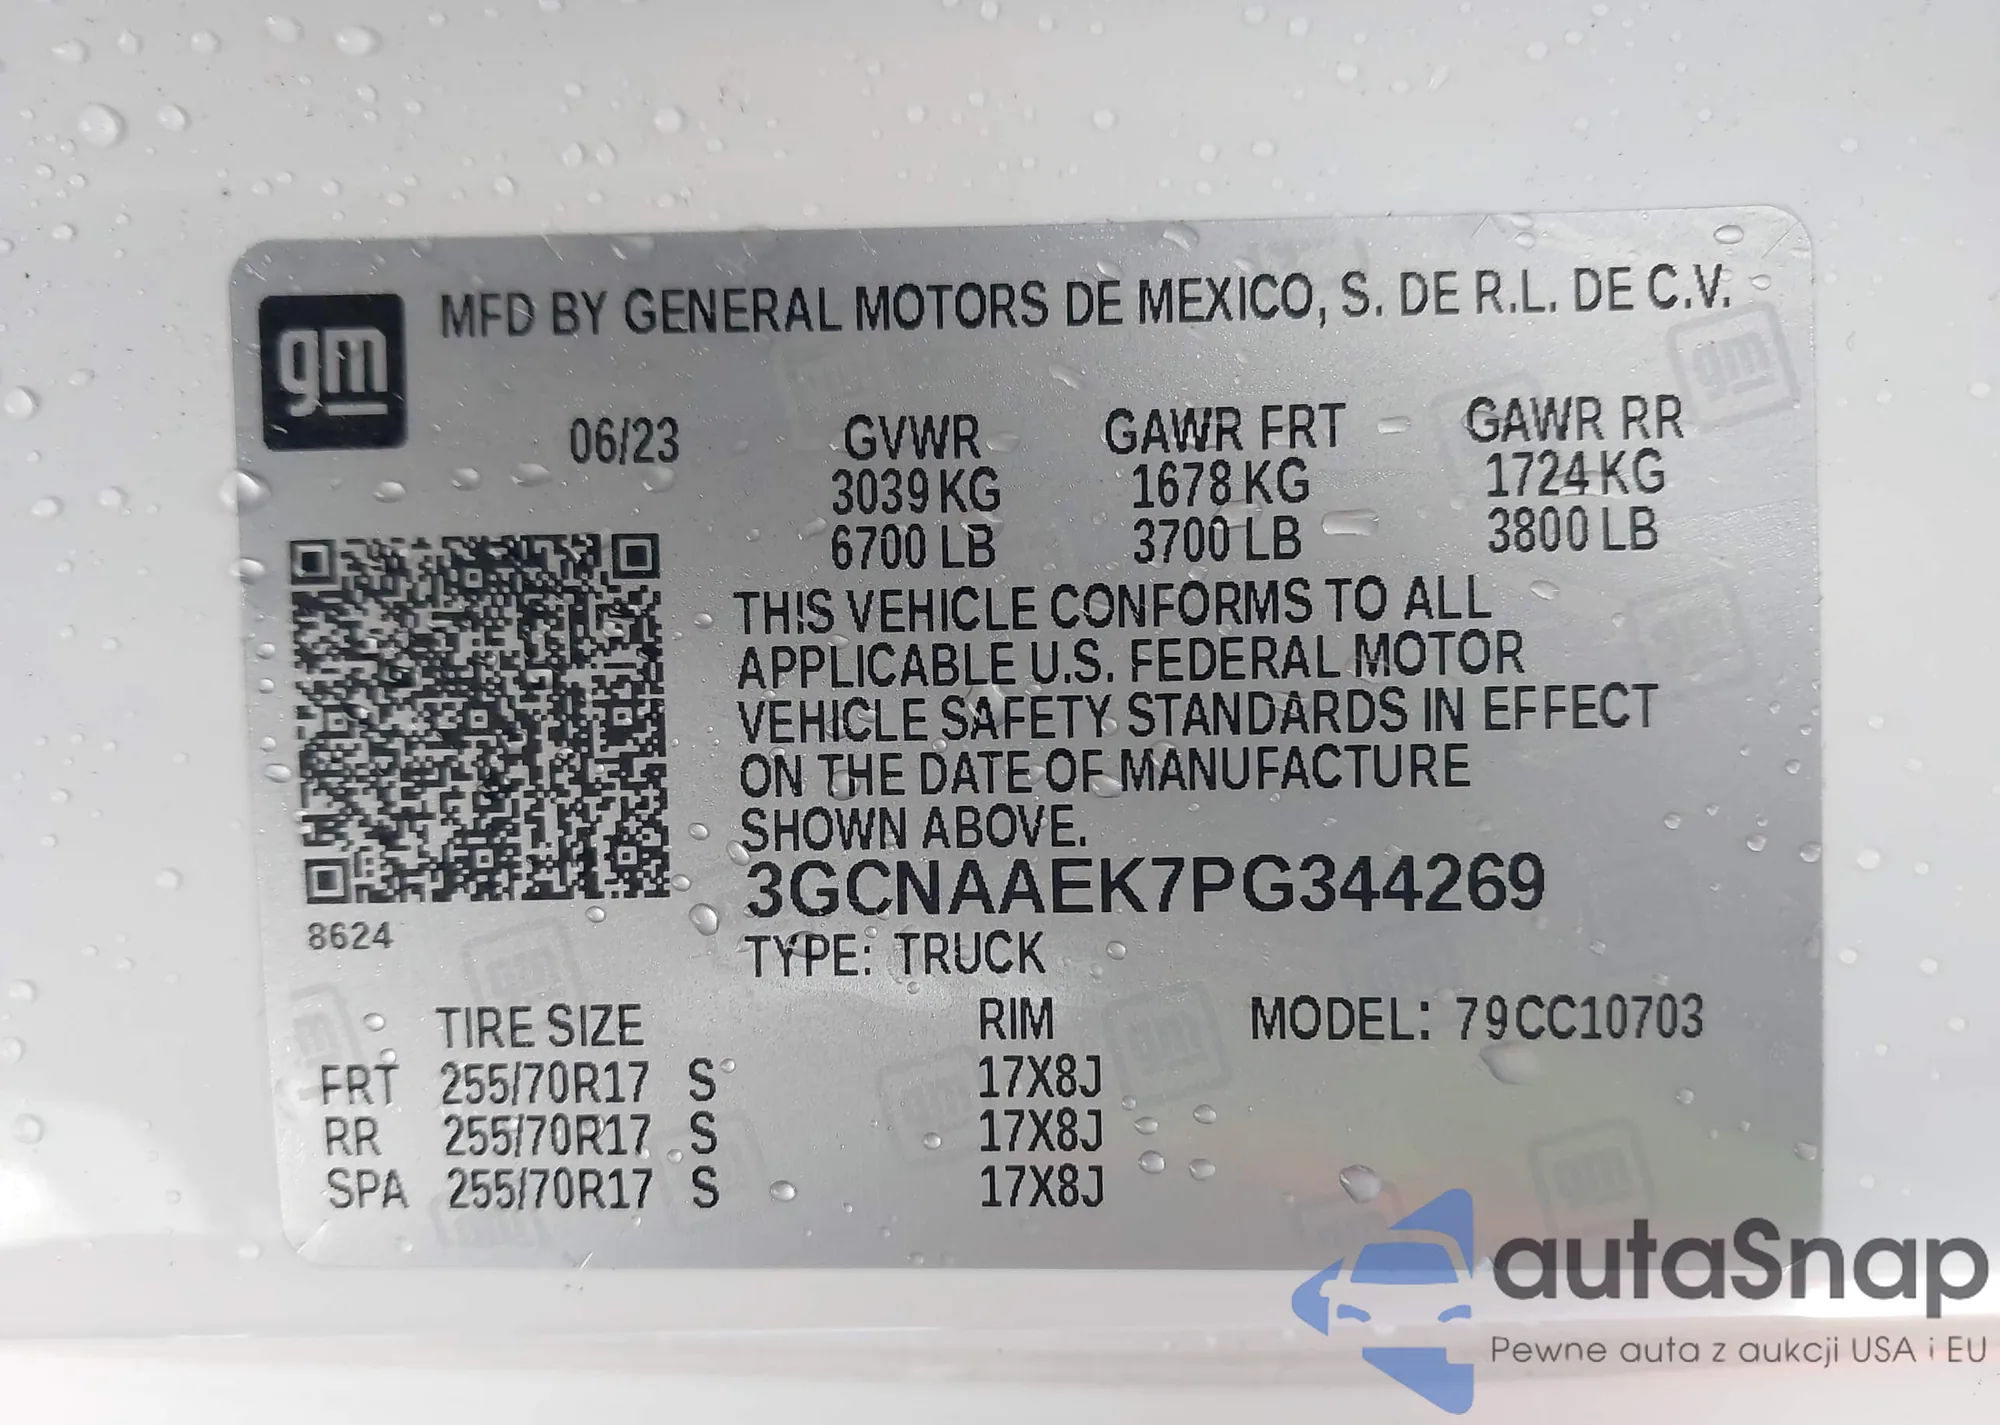 gm
MFD BY GENERAL MOTORS DE MEXICO, S. DE R.L. DE C.V.
06/23 GVWR GAWR FRT GAWR RR
3039 KG 1678 KG 1724 KG
6700 LB 3700 LB 3800 LB
THIS VEHICLE CONFORMS TO ALL
APPLICABLE U.S. FEDERAL MOTOR
VEHICLE SAFETY STANDARDS IN EFFECT
ON THE DATE OF MANUFACTURE
SHOWN ABOVE.
3GCNAAEK7PG344269
8624
TYPE: TRUCK
TIRE SIZE RIM MODEL: 79CC10703
FRT 255/70R17 S 17X8J
RR 255/70R17 S 17X8J
SPA 255/70R17 S 17X8J
autaSnap
Pewne auta z aukcji USA i EU